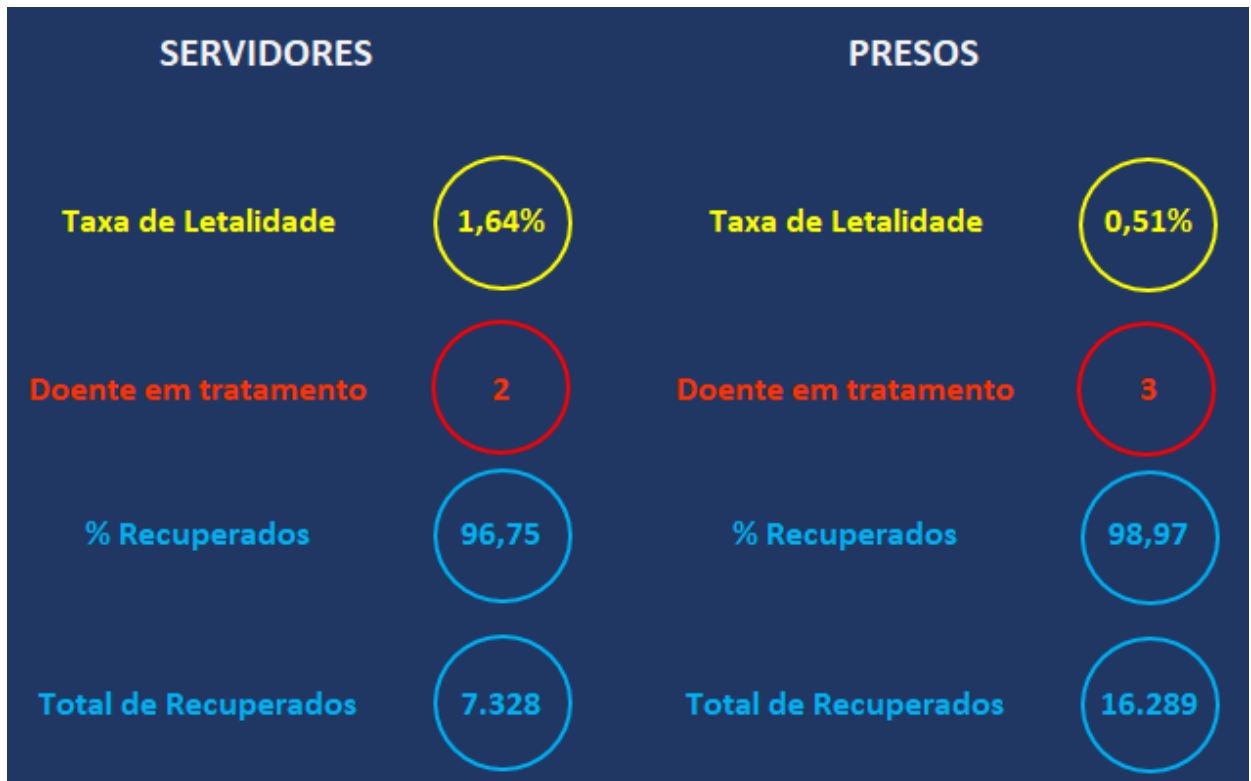 SERVIDORES
Taxa de Letalidade 1,64%
Doente em tratamento 2
% Recuperados 96,75
Total de Recuperados 7.328
PRESOS
Taxa de Letalidade 0,51%
Doente em tratamento 3
% Recuperados 98,97
Total de Recuperados 16.289